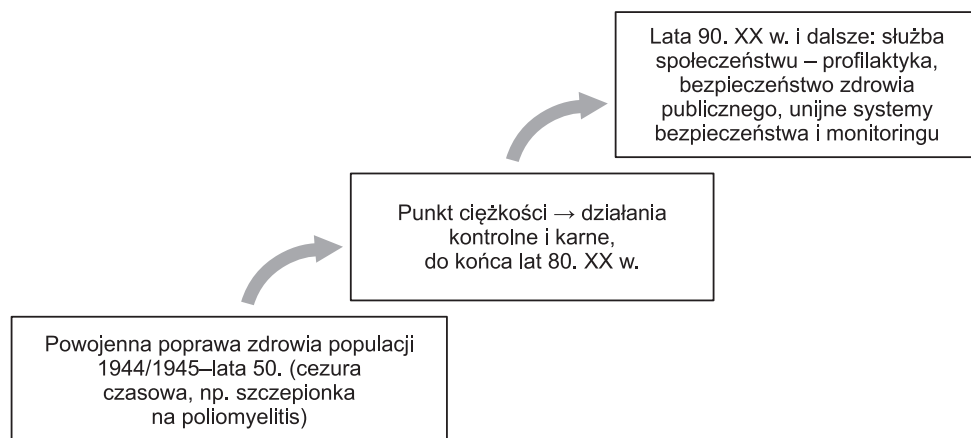 Lata 90. XX w. i dalsze: służba
społeczeństwu – profilaktyka,
bezpieczeństwo zdrowia
publicznego, unijne systemy
bezpieczeństwa i monitoringu
Punkt ciężkości → działania
kontrolne i karne,
do końca lat 80. XX w.
Powojenna poprawa zdrowia populacji
1944/1945–lata 50. (cezura
czasowa, np. szczepionka
na poliomyelitis)